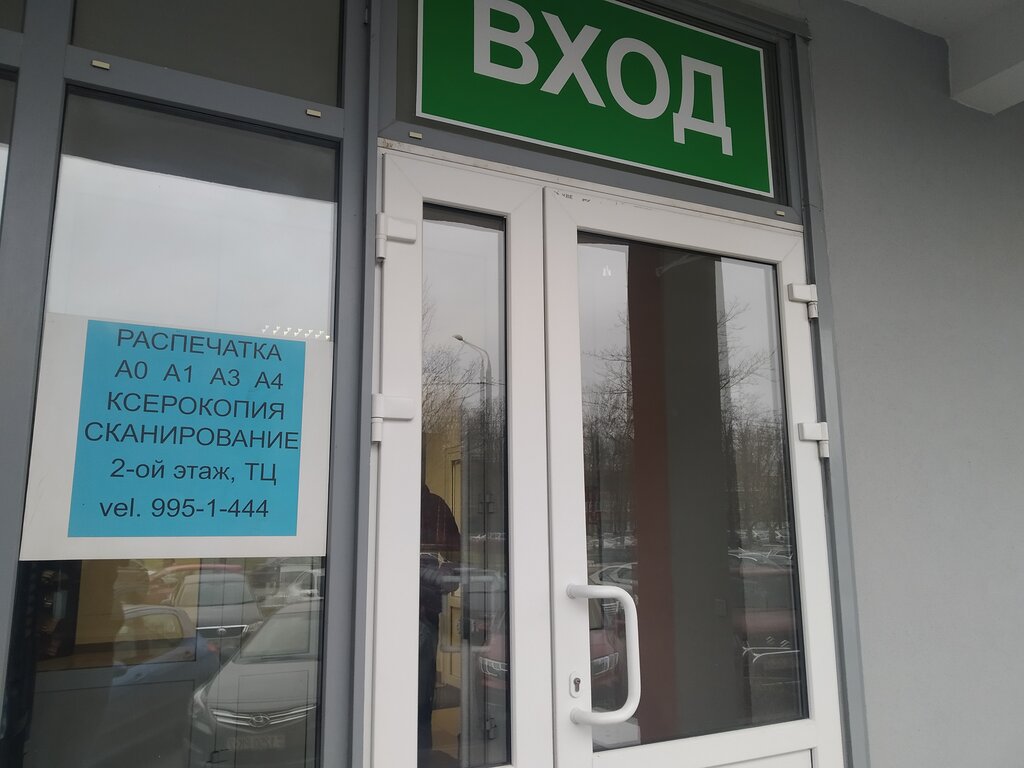 ВХОД
РАСПЕЧАТКА
А0 А1 А3 А4
КСЕРОКОПИЯ
СКАНИРОВАНИЕ
2-ой этаж, ТЦ
vel. 995-1-444